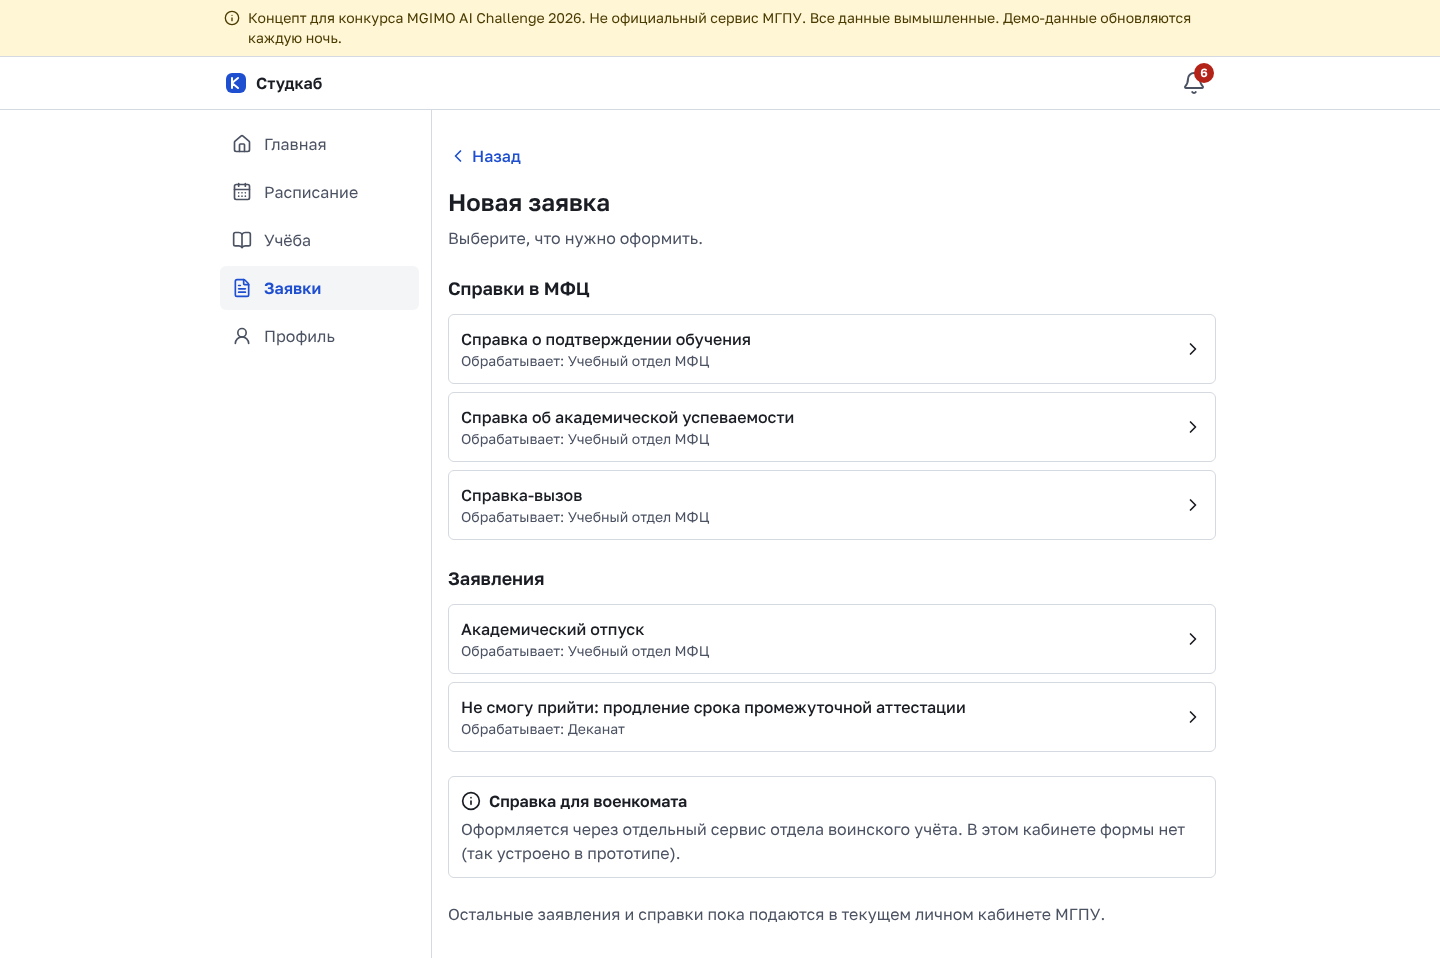 Концепт для конкурса MGIMO AI Challenge 2026. Не официальный сервис МГПУ. Все данные вымышленные. Демо-данные обновляются
каждую ночь.
Студкаб
6
Главная
Расписание
Учёба
Заявки
Профиль
Назад
Новая заявка
Выберите, что нужно оформить.
Справки в МФЦ
Справка о подтверждении обучения
Обрабатывает: Учебный отдел МФЦ
Справка об академической успеваемости
Обрабатывает: Учебный отдел МФЦ
Справка-вызов
Обрабатывает: Учебный отдел МФЦ
Заявления
Академический отпуск
Обрабатывает: Учебный отдел МФЦ
Не смогу прийти: продление срока промежуточной аттестации
Обрабатывает: Деканат
Справка для военкомата
Оформляется через отдельный сервис отдела воинского учёта. В этом кабинете формы нет
(так устроено в прототипе).
Остальные заявления и справки пока подаются в текущем личном кабинете МГПУ.